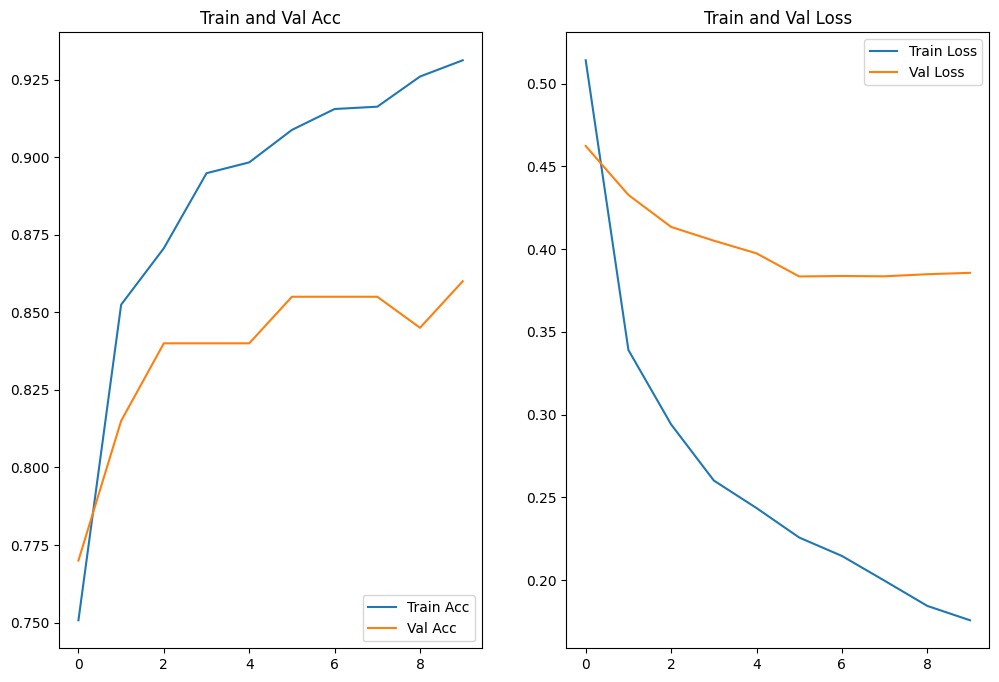 Train and Val Acc
0.925
0.900
0.875
0.850
0.825
0.800
0.775
0.750
0 2 4 6 8
Train Acc
Val Acc
Train and Val Loss
0.50
0.45
0.40
0.35
0.30
0.25
0.20
0 2 4 6 8
Train Loss
Val Loss